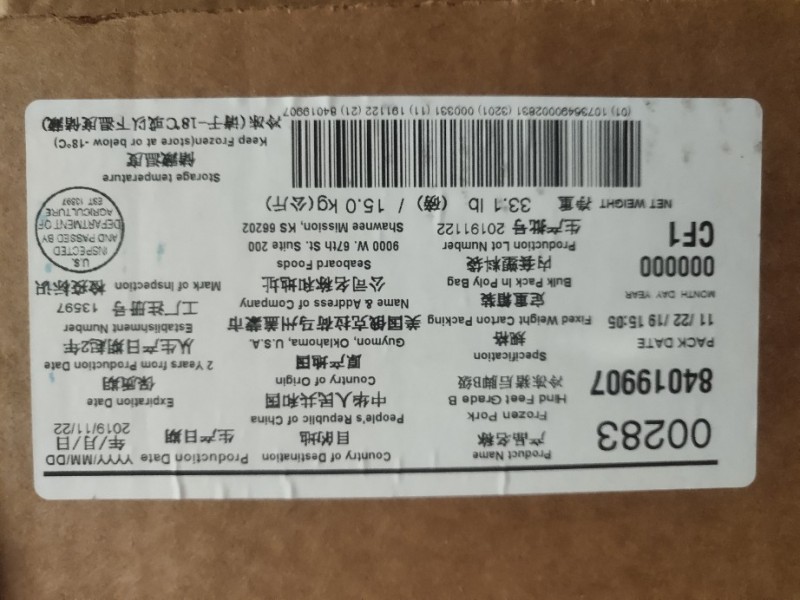 00283
84019907
PACK DATE
11/22/19 15:05
MONTH DAY YEAR
000000
CF1
Product Name
产品名称
Frozen Pork
Hind Feet Grade B
冷冻猪后脚B级
Specification
规格
Fixed Weight Carton Packing
定重箱装
Bulk Pack in Poly Bag
内套塑料袋
Production Lot Number
生产批号 20191122
Country of Destination
目的地
People's Republic of China
中华人民共和国
Country of Origin
原产地国
Guymon, Oklahoma, U.S.A.
美国俄克拉荷马州盖蒙市
Name & Address of Company
公司名称和地址
Seaboard Foods
9000 W. 67th St. Suite 200
Shawnee Mission, KS 66202
Production Date YYYY/MM/DD
生产日期 年/月/日
2019/11/22
Expiration Date
保质期
2 Years from Production Date
从生产日期起2年
Establishment Number
工厂注册号 13597
Mark of Inspection
检疫标识
U.S.
INSPECTED
AND PASSED BY
DEPARTMENT OF
AGRICULTURE
EST 13597
NET WEIGHT 净重 33.1 lb (磅) / 15.0 kg(公斤)
Storage temperature
储藏温度
Keep Frozen(store at or below -18°C)
冷冻(请于-18℃或以下温度储藏)
(01) 10736490002831 (3201) 000331 (11) 191122 (21) 84019907